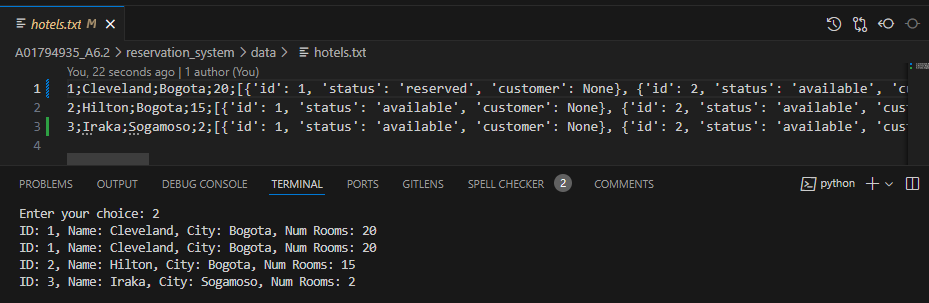 hotels.txt M
A01794935_A6.2 > reservation_system > data > hotels.txt
You, 22 seconds ago | 1 author (You)
1 1;Cleveland;Bogota;20;[{'id': 1, 'status': 'reserved', 'customer': None}, {'id': 2, 'status': 'available', 'c
2 2;Hilton;Bogota;15;[{'id': 1, 'status': 'available', 'customer': None}, {'id': 2, 'status': 'available', 'cus
3 3;Iraka;Sogamoso;2;[{'id': 1, 'status': 'available', 'customer': None}, {'id': 2, 'status': 'available', 'cus
4
PROBLEMS OUTPUT DEBUG CONSOLE TERMINAL PORTS GITLENS SPELL CHECKER 2 COMMENTS python
Enter your choice: 2
ID: 1, Name: Cleveland, City: Bogota, Num Rooms: 20
ID: 1, Name: Cleveland, City: Bogota, Num Rooms: 20
ID: 2, Name: Hilton, City: Bogota, Num Rooms: 15
ID: 3, Name: Iraka, City: Sogamoso, Num Rooms: 2